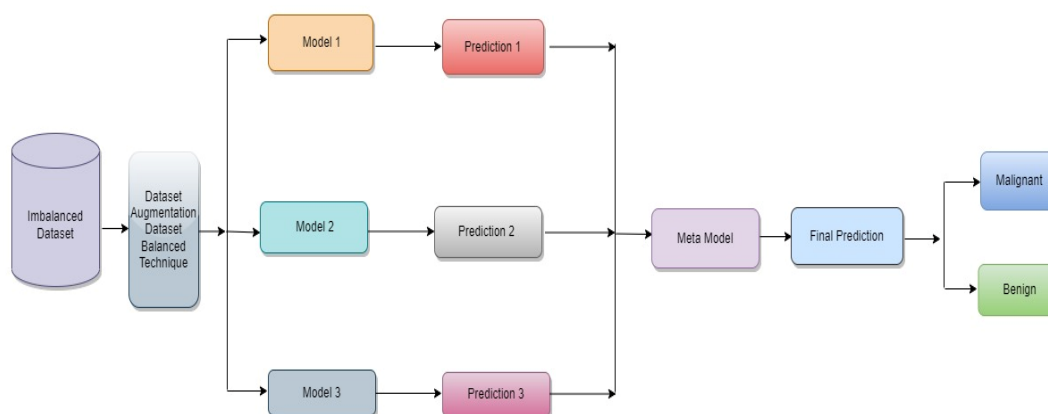 Imbalanced
Dataset
Dataset
Augmentation
Dataset
Balanced
Technique
Model 1
Prediction 1
Model 2
Prediction 2
Model 3
Prediction 3
Meta Model
Final Prediction
Malignant
Benign